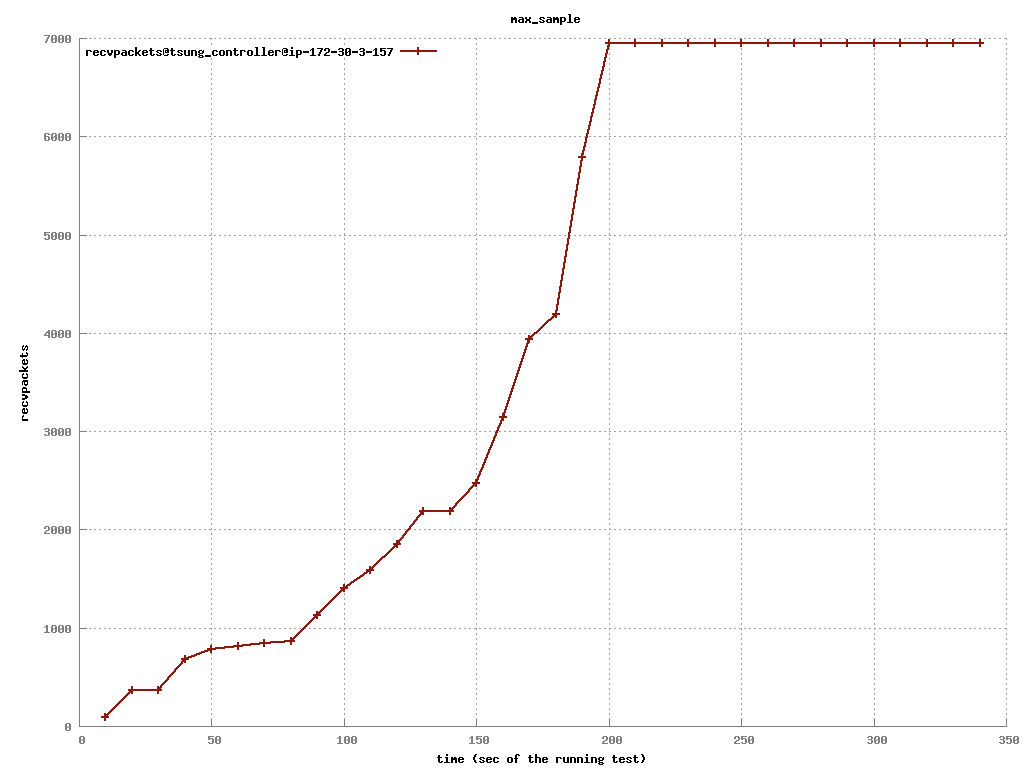 max_sample
recvpackets@tsung_controller@ip-172-30-3-157
7000
6000
5000
4000
3000
2000
1000
0
recvpackets
0 50 100 150 200 250 300 350
time (sec of the running test)